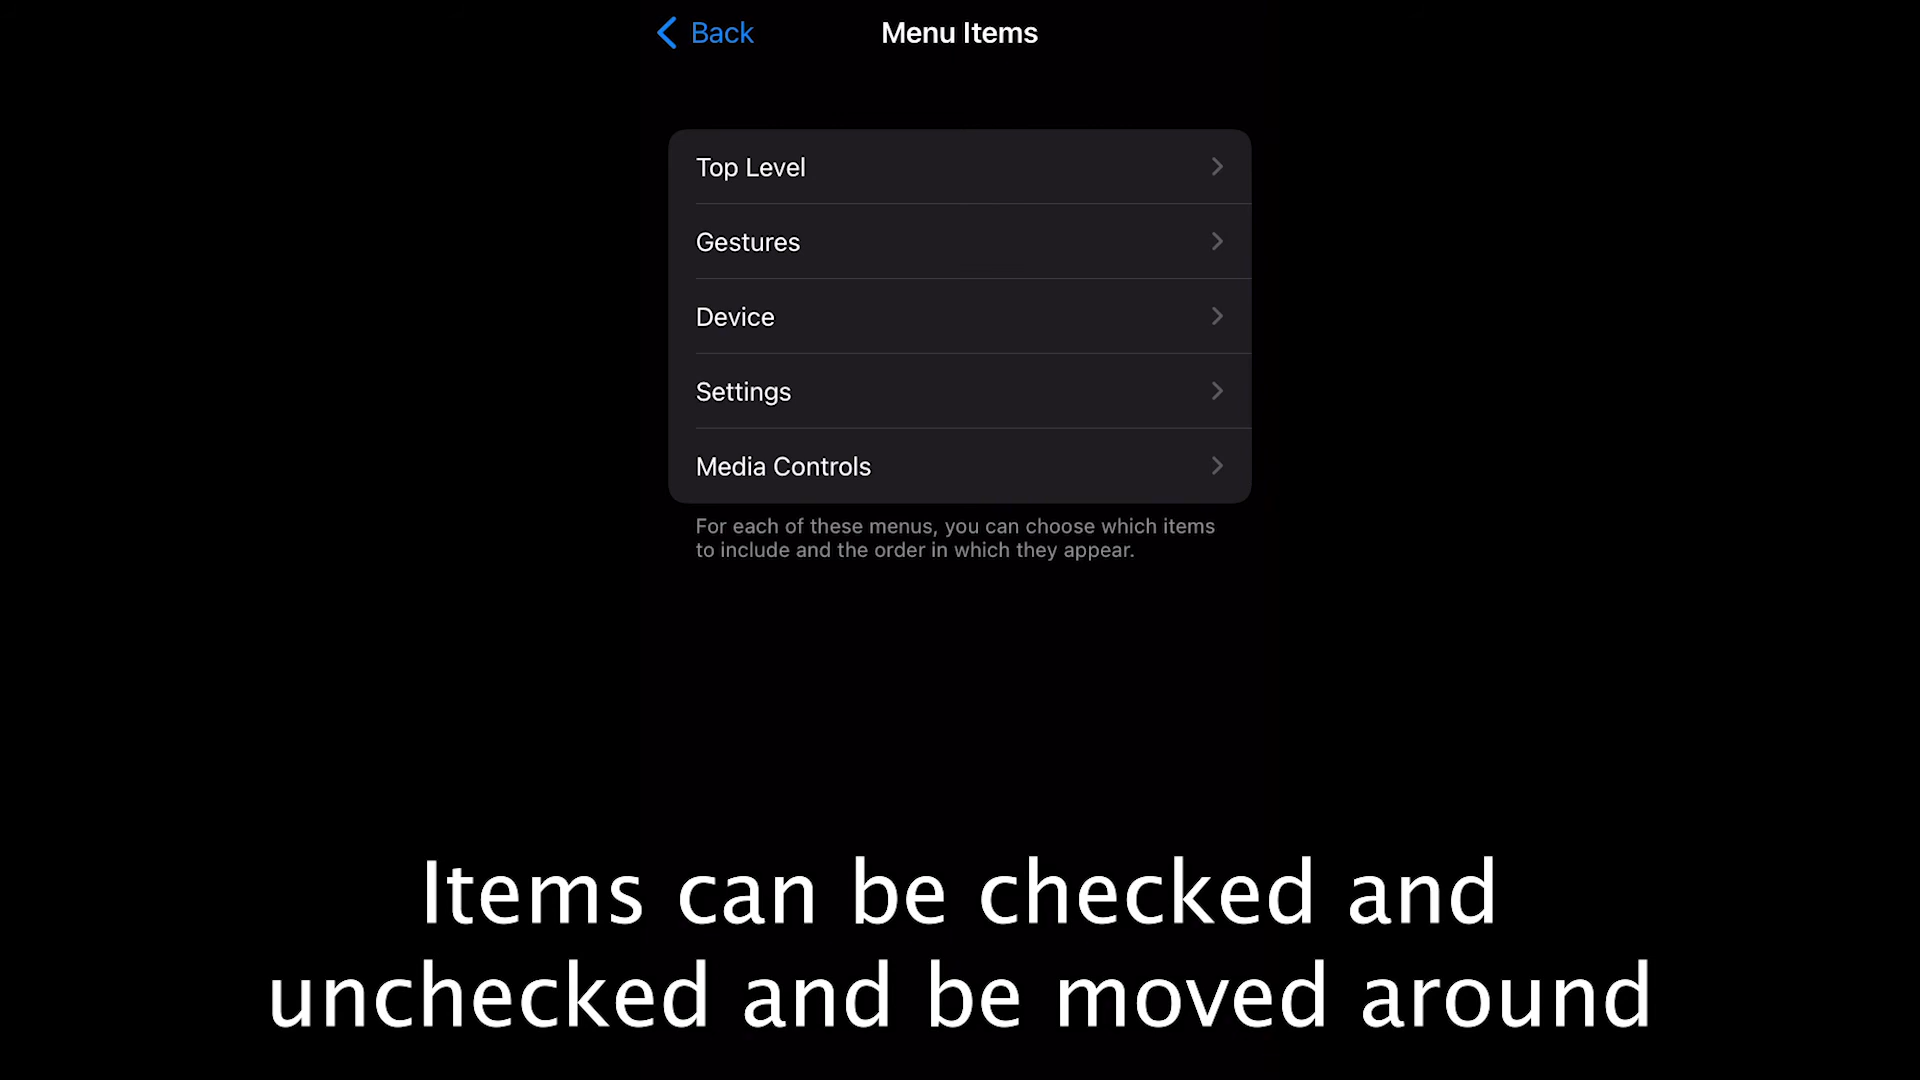 Back
Menu Items
Top Level
Gestures
Device
Settings
Media Controls
For each of these menus, you can choose which items
to include and the order in which they appear.
Items can be checked and
unchecked and be moved around